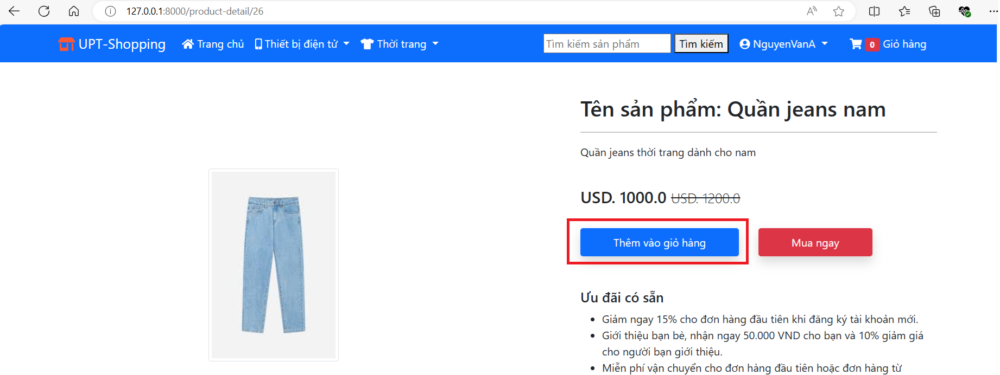 127.0.0.1:8000/product-detail/26
UPT-Shopping Trang chủ Thiết bị điện tử Thời trang Tìm kiếm sản phẩm Tìm kiếm NguyenVanA 0 Giỏ hàng
Tên sản phẩm: Quần jeans nam
Quần jeans thời trang dành cho nam
USD. 1000.0 USD. 1200.0
Thêm vào giỏ hàng Mua ngay
Ưu đãi có sẵn
Giảm ngay 15% cho đơn hàng đầu tiên khi đăng ký tài khoản mới.
Giới thiệu bạn bè, nhận ngay 50.000 VND cho bạn và 10% giảm giá
cho người bạn giới thiệu.
Miễn phí vận chuyển cho đơn hàng đầu tiên hoặc đơn hàng từ